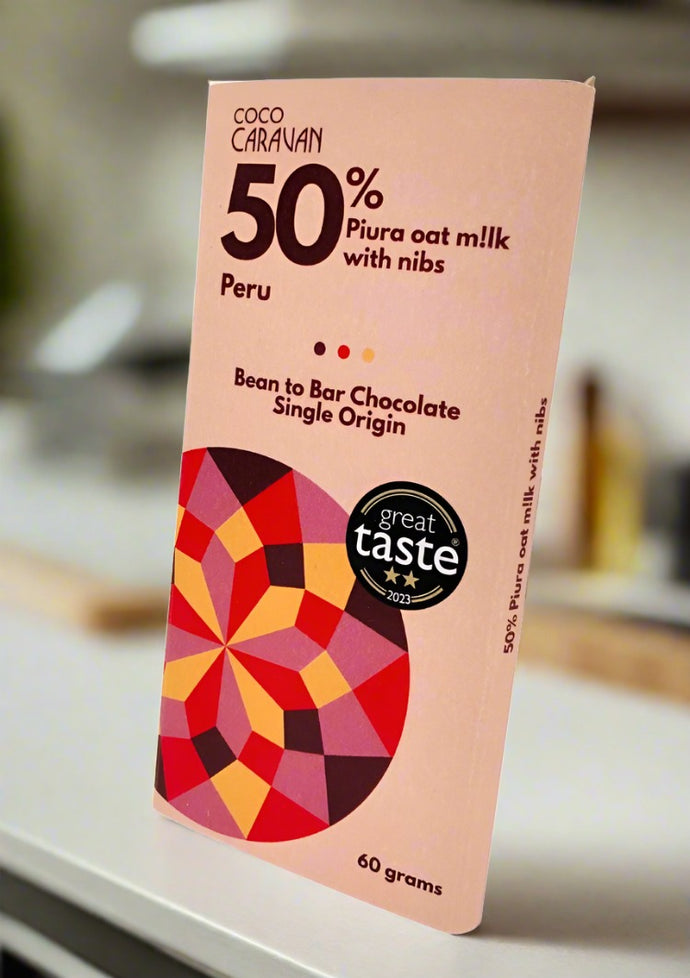 COCO
CARAVAN
50%
Piura oat m!lk
with nibs
Peru
Bean to Bar Chocolate
Single Origin
great
taste®
2023
50% Piura oat m!lk with nibs
60 grams